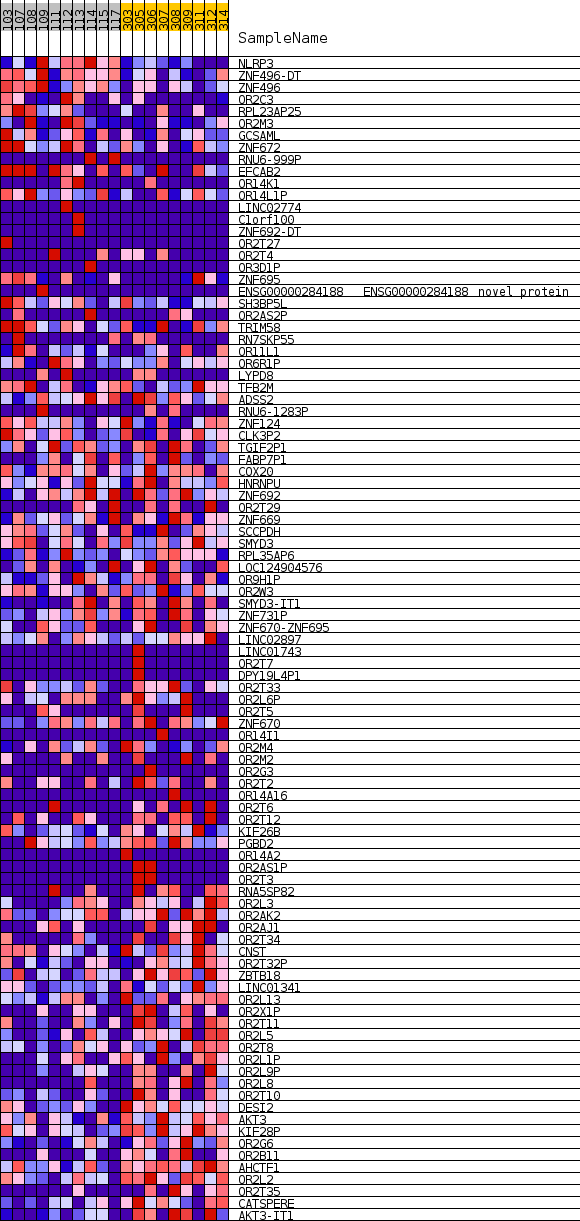 103 107 108 109 111 112 113 114 115 117 303 305 306 307 308 309 311 312 314
SampleName
NLRP3
ZNF496-DT
ZNF496
OR2C3
RPL23AP25
OR2M3
GCSAML
ZNF672
RNU6-999P
EFCAB2
OR14K1
OR14L1P
LINC02774
C1orf100
ZNF692-DT
OR2T27
OR2T4
OR3D1P
ZNF695
ENSG00000284188   ENSG00000284188 novel protein
SH3BP5L
OR2AS2P
TRIM58
RN7SKP55
OR11L1
OR6R1P
LYPD8
TFB2M
ADSS2
RNU6-1283P
ZNF124
CLK3P2
TGIF2P1
FABP7P1
COX20
HNRNPU
ZNF692
OR2T29
ZNF669
SCCPDH
SMYD3
RPL35AP6
LOC124904576
OR9H1P
OR2W3
SMYD3-IT1
ZNF731P
ZNF670-ZNF695
LINC02897
LINC01743
OR2T7
DPY19L4P1
OR2T33
OR2L6P
OR2T5
ZNF670
OR14I1
OR2M4
OR2M2
OR2G3
OR2T2
OR14A16
OR2T6
OR2T12
KIF26B
PGBD2
OR14A2
OR2AS1P
OR2T3
RNA5SP82
OR2L3
OR2AK2
OR2AJ1
OR2T34
CNST
OR2T32P
ZBTB18
LINC01341
OR2L13
OR2X1P
OR2T11
OR2L5
OR2T8
OR2L1P
OR2L9P
OR2L8
OR2T10
DESI2
AKT3
KIF28P
OR2G6
OR2B11
AHCTF1
OR2L2
OR2T35
CATSPERE
AKT3-IT1